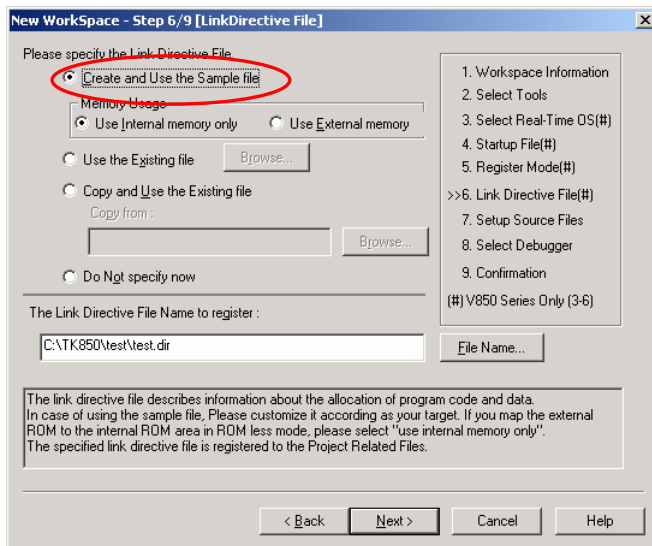 New WorkSpace - Step 6/9 [LinkDirective File]
Please specify the Link Directive File
Create and Use the Sample file
Memory Usage
Use Internal memory only
Use External memory
Use the Existing file
Browse...
Copy and Use the Existing file
Copy from :
Browse...
Do Not specify now
1. Workspace Information
2. Select Tools
3. Select Real-Time OS(#)
4. Startup File(#)
5. Register Mode(#)
>>6. Link Directive File(#)
7. Setup Source Files
8. Select Debugger
9. Confirmation
(#) V850 Series Only (3-6)
The Link Directive File Name to register :
C:\TK850\test\test.dir
File Name...
The link directive file describes information about the allocation of program code and data.
In case of using the sample file, Please customize it according as your target. If you map the external
ROM to the internal ROM area in ROM less mode, please select "use internal memory only".
The specified link directive file is registered to the Project Related Files.
< Back
Next >
Cancel
Help